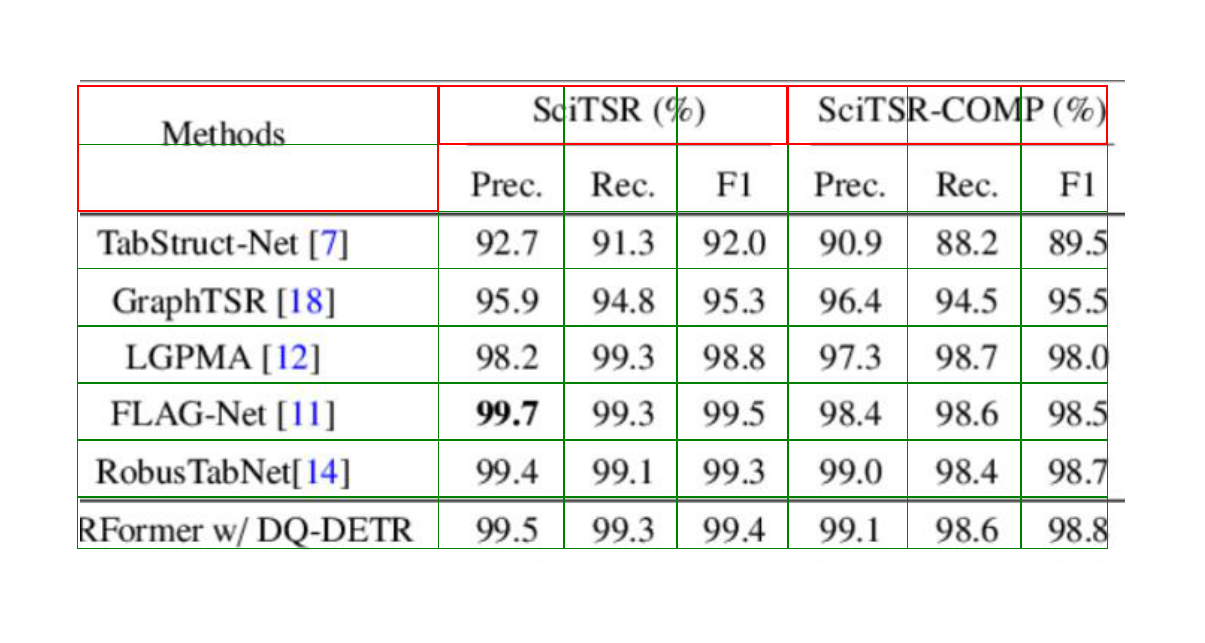 Methods SciTSR (%) SciTSR-COMP (%)
Prec. Rec. F1 Prec. Rec. F1
TabStruct-Net [7] 92.7 91.3 92.0 90.9 88.2 89.5
GraphTSR [18] 95.9 94.8 95.3 96.4 94.5 95.5
LGPMA [12] 98.2 99.3 98.8 97.3 98.7 98.0
FLAG-Net [11] 99.7 99.3 99.5 98.4 98.6 98.5
RobusTabNet[14] 99.4 99.1 99.3 99.0 98.4 98.7
RFormer w/ DQ-DETR 99.5 99.3 99.4 99.1 98.6 98.8